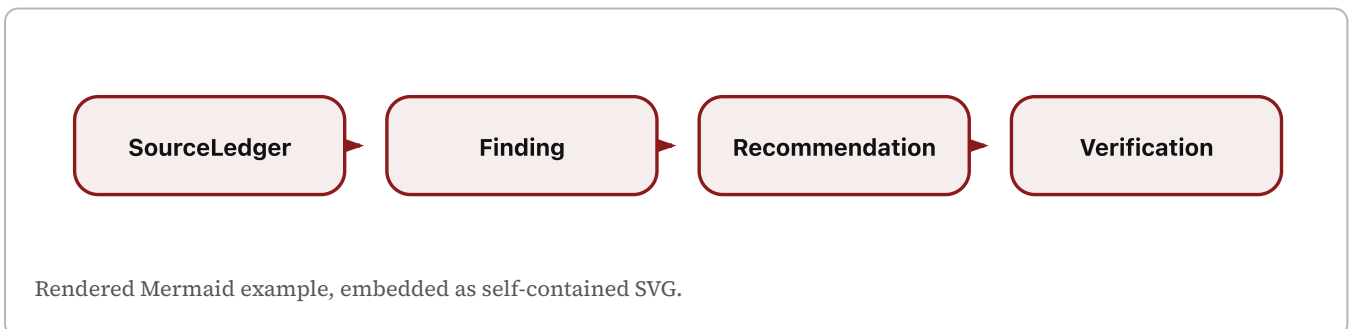 SourceLedger
Finding
Recommendation
Verification
Rendered Mermaid example, embedded as self-contained SVG.